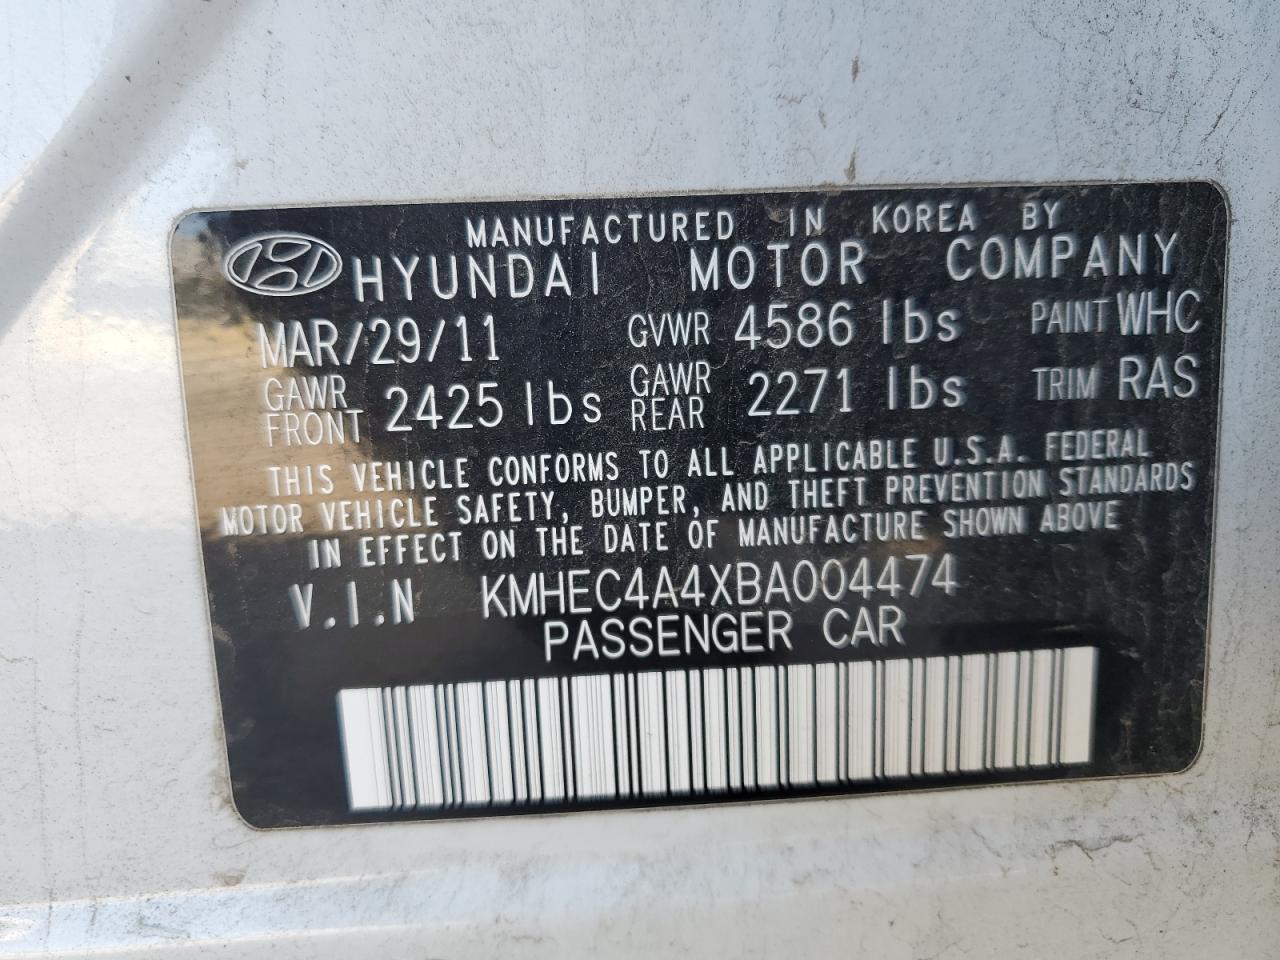 MANUFACTURED IN KOREA BY
HYUNDAI MOTOR COMPANY
MAR/29/11 GVWR 4586 lbs PAINT WHC
GAWR FRONT 2425 lbs GAWR REAR 2271 lbs TRIM RAS
THIS VEHICLE CONFORMS TO ALL APPLICABLE U.S.A. FEDERAL
MOTOR VEHICLE SAFETY, BUMPER, AND THEFT PREVENTION STANDARDS
IN EFFECT ON THE DATE OF MANUFACTURE SHOWN ABOVE
V.I.N KMHEC4A4XBA004474
PASSENGER CAR